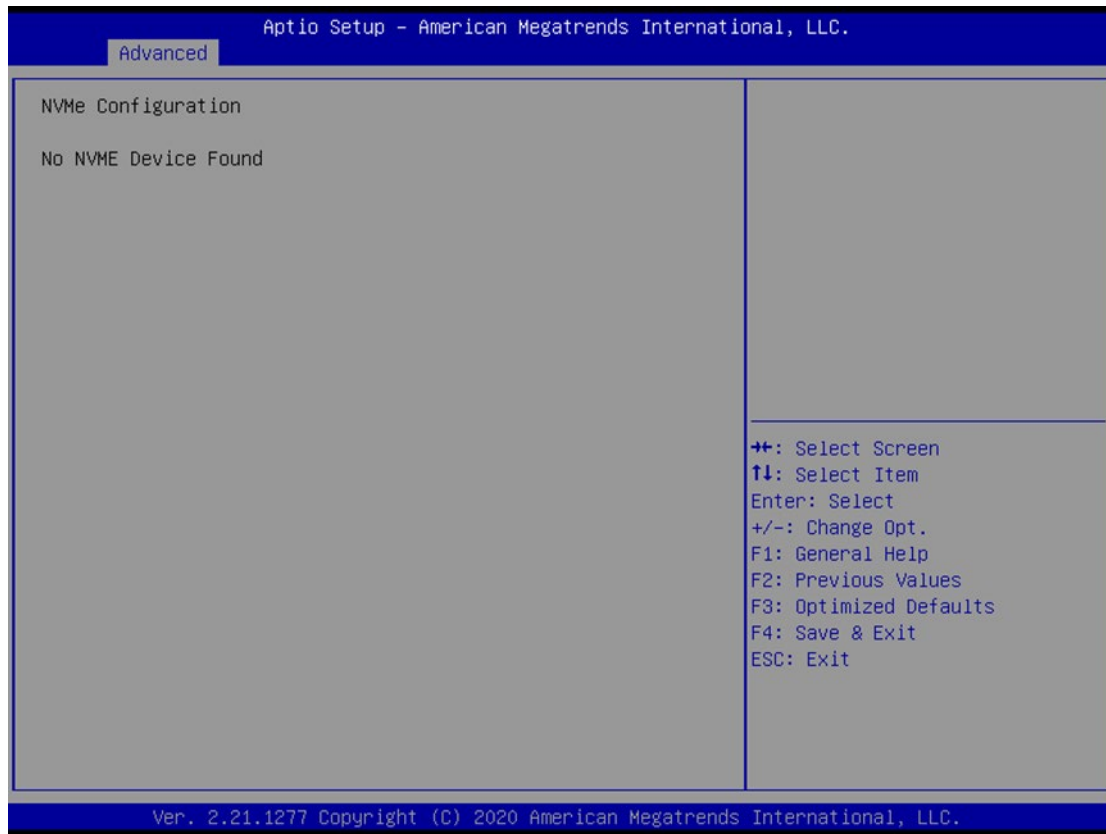 Aptio Setup – American Megatrends International, LLC.
Advanced
NVMe Configuration
No NVME Device Found
→←: Select Screen
↑↓: Select Item
Enter: Select
+/-: Change Opt.
F1: General Help
F2: Previous Values
F3: Optimized Defaults
F4: Save & Exit
ESC: Exit
Ver. 2.21.1277 Copyright (C) 2020 American Megatrends International, LLC.